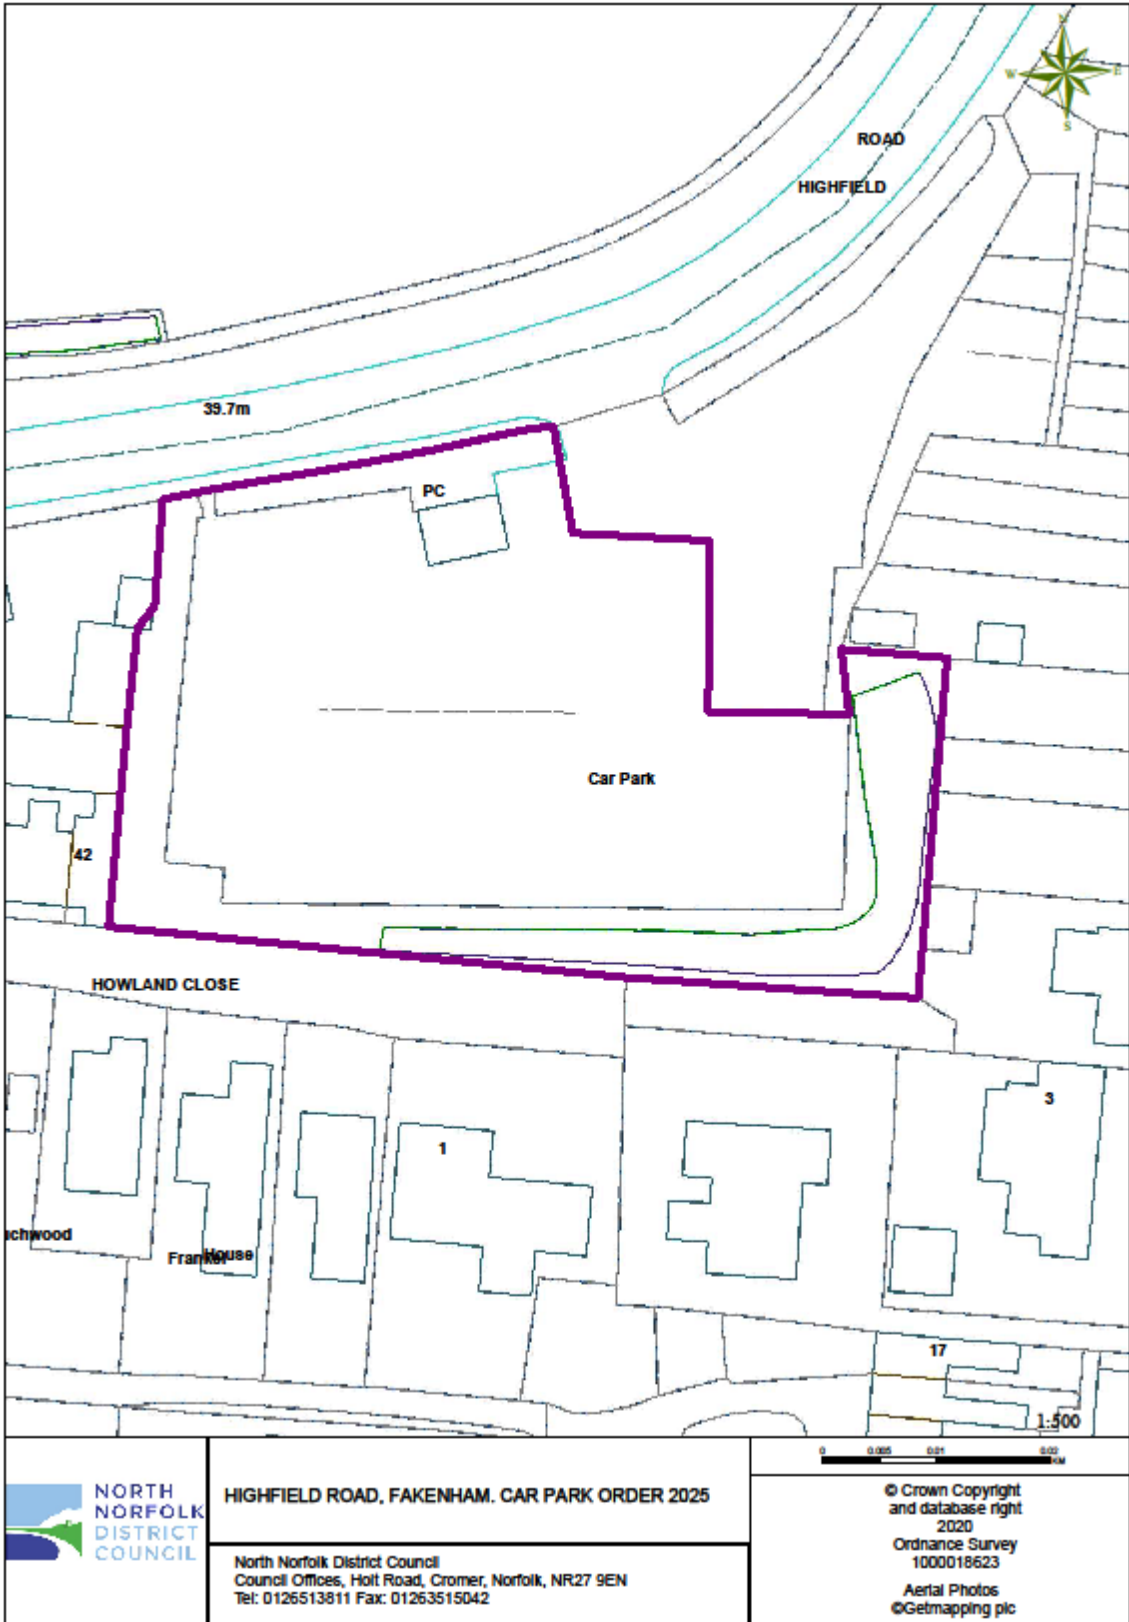 N
W E
S
ROAD
HIGHFIELD
39.7m
PC
Car Park
42
HOWLAND CLOSE
3
1
uchwood
Franker House
17
1:500
NORTH
NORFOLK
DISTRICT
COUNCIL
HIGHFIELD ROAD, FAKENHAM. CAR PARK ORDER 2025
North Norfolk District Council
Council Offices, Holt Road, Cromer, Norfolk, NR27 9EN
Tel: 0126513811 Fax: 01263515042
0 0.005 0.01 0.02
KM
© Crown Copyright
and database right
2020
Ordnance Survey
1000018623
Aerial Photos
©Getmapping plc